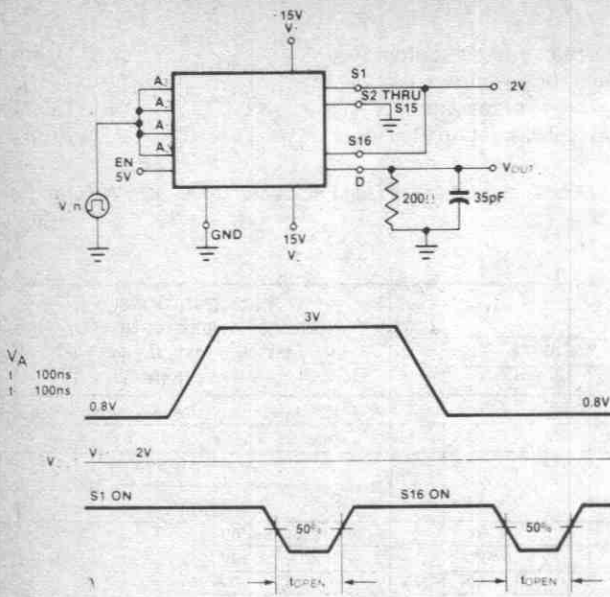 15V
V
A
A
A
A
EN
5V
S1
S2 THRU
S15
S16
D
2V
VOUT
200Ω
35pF
GND
15V
V-
VA
t 100ns
t 100ns
0.8V
3V
0.8V
2V
S1 ON
S16 ON
50%
50%
tOPEN
tOPEN